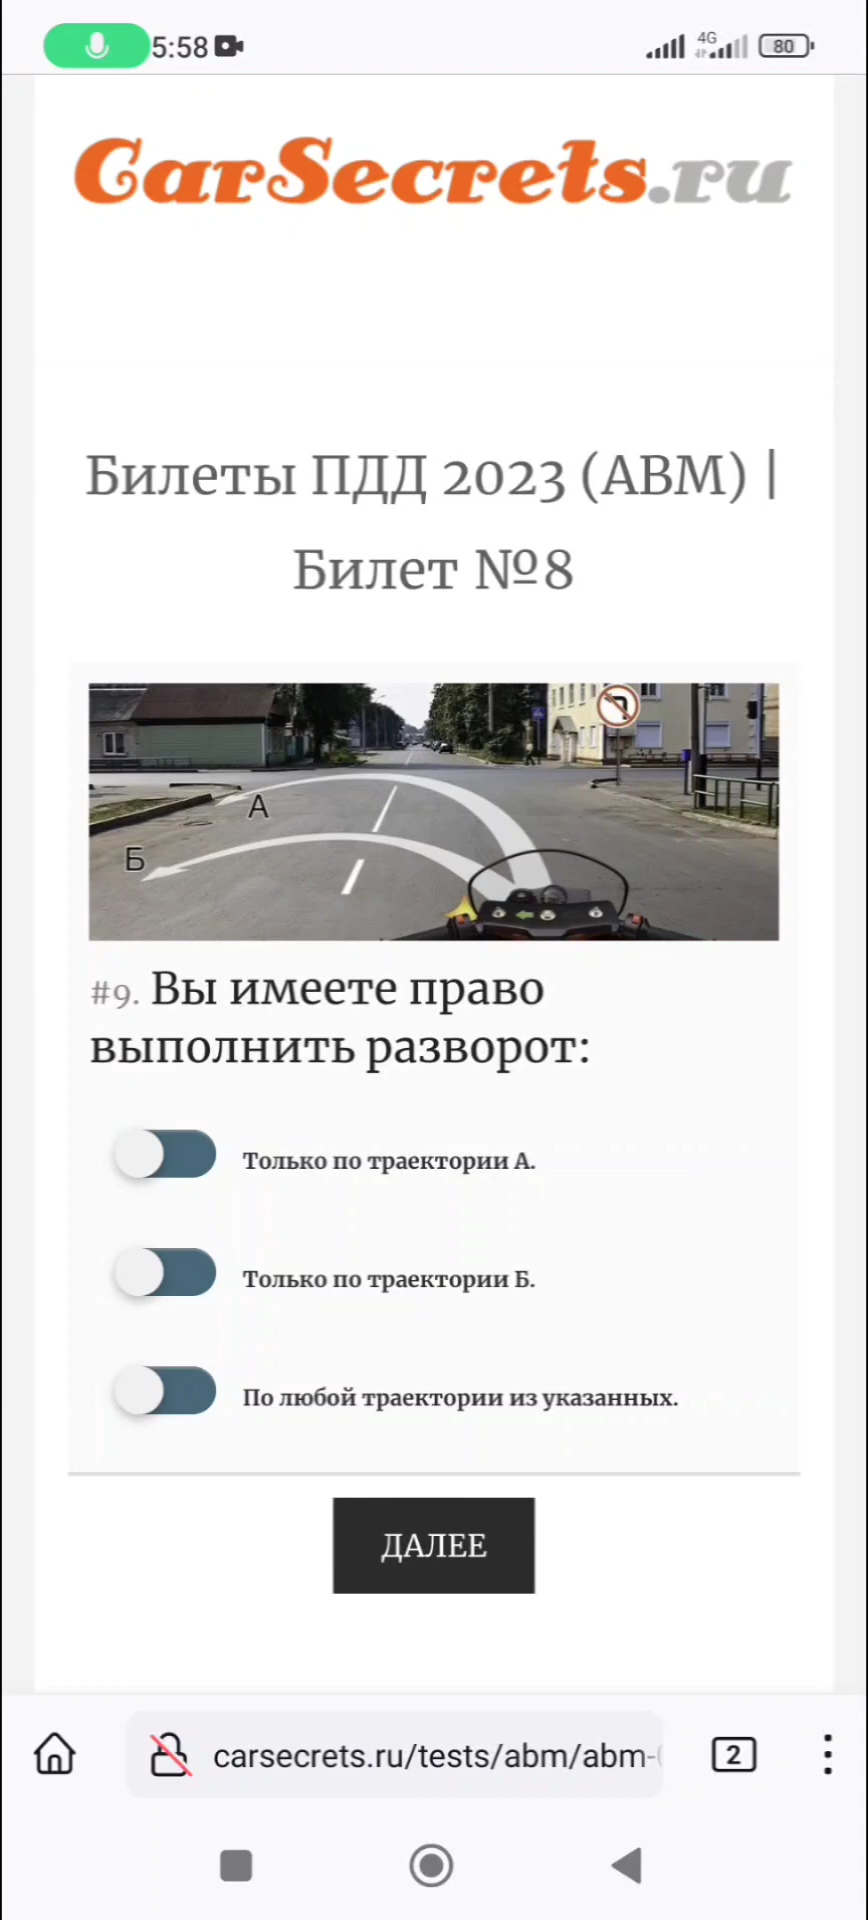 5:58
4G
80
CarSecrets.ru
Билеты ПДД 2023 (АВМ) |
Билет №8
А
Б
#9. Вы имеете право
выполнить разворот:
Только по траектории А.
Только по траектории Б.
По любой траектории из указанных.
ДАЛЕЕ
carsecrets.ru/tests/abm/abm-
2